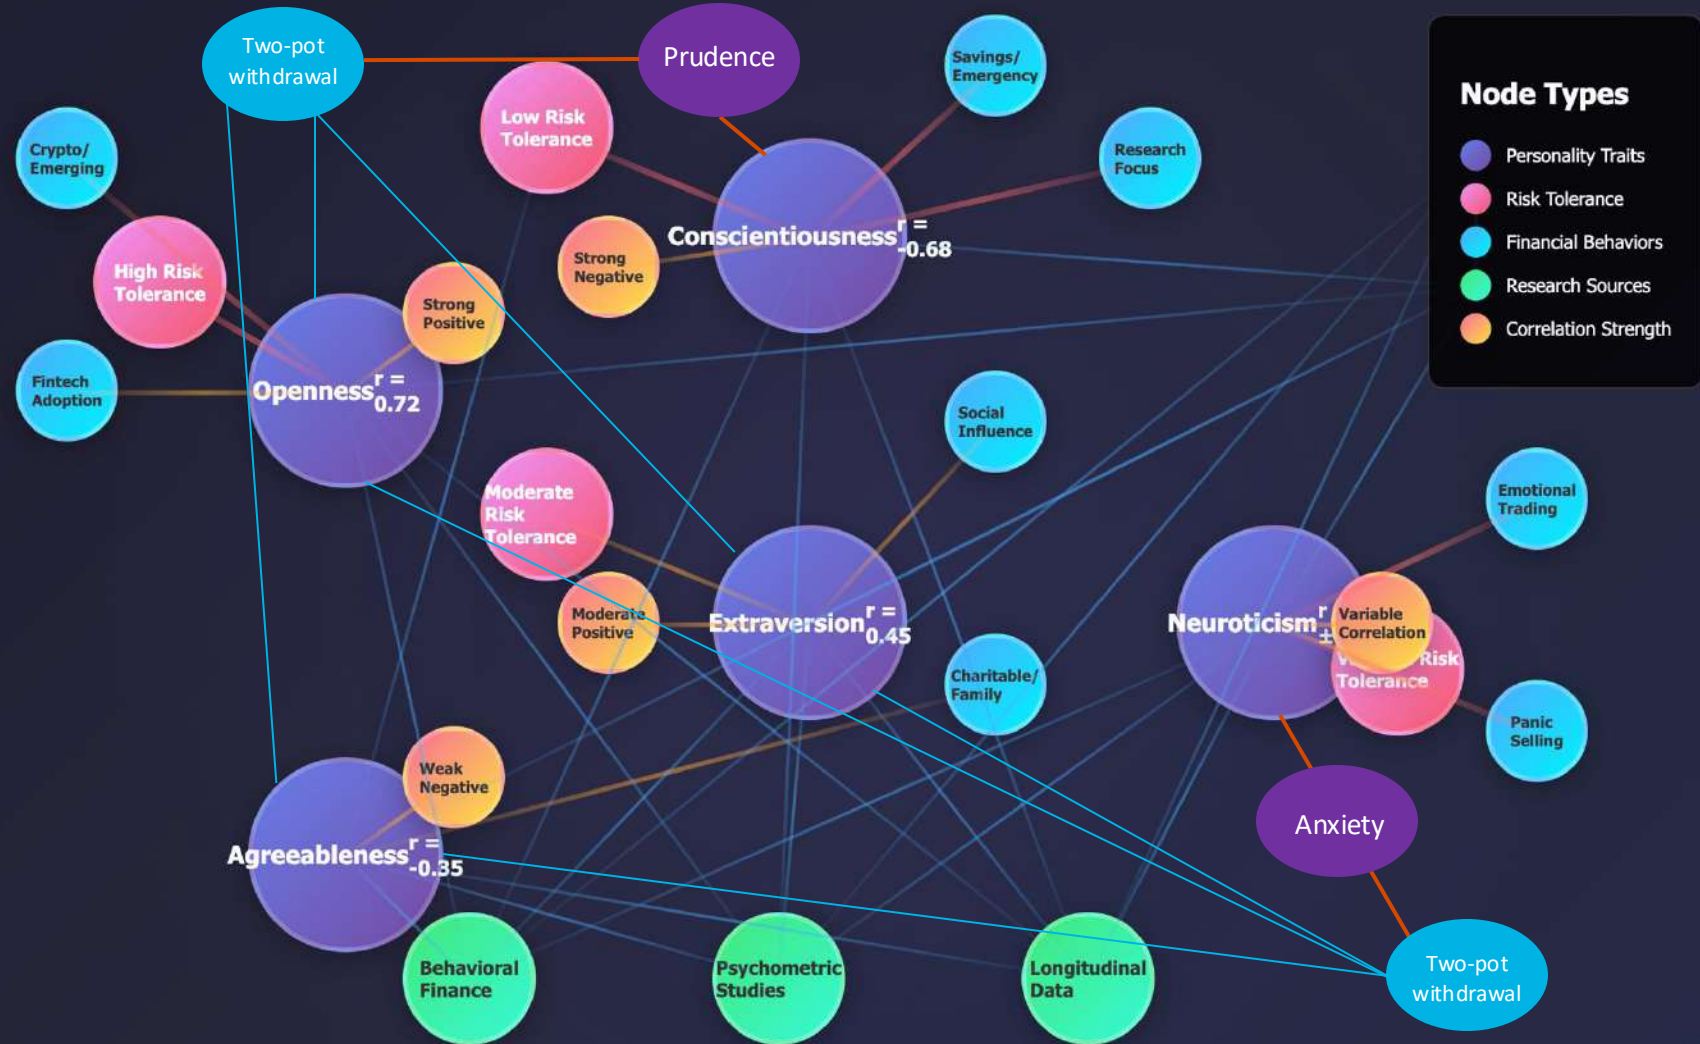 Two-pot
withdrawal
Prudence
Savings/
Emergency
Node Types
Personality Traits
Risk Tolerance
Financial Behaviors
Research Sources
Correlation Strength
Low Risk
Tolerance
Crypto/
Emerging
Research
Focus
Conscientiousness
r =
-0.68
Strong
Negative
High Risk
Tolerance
Strong
Positive
Fintech
Adoption
Openness
r =
0.72
Social
Influence
Moderate
Risk
Tolerance
Emotional
Trading
Moderate
Positive
Extraversion
r =
0.45
Neuroticism
r
±
Variable
Correlation
Risk
Tolerance
Charitable/
Family
Panic
Selling
Weak
Negative
Anxiety
Agreeableness
r =
-0.35
Behavioral
Finance
Psychometric
Studies
Longitudinal
Data
Two-pot
withdrawal